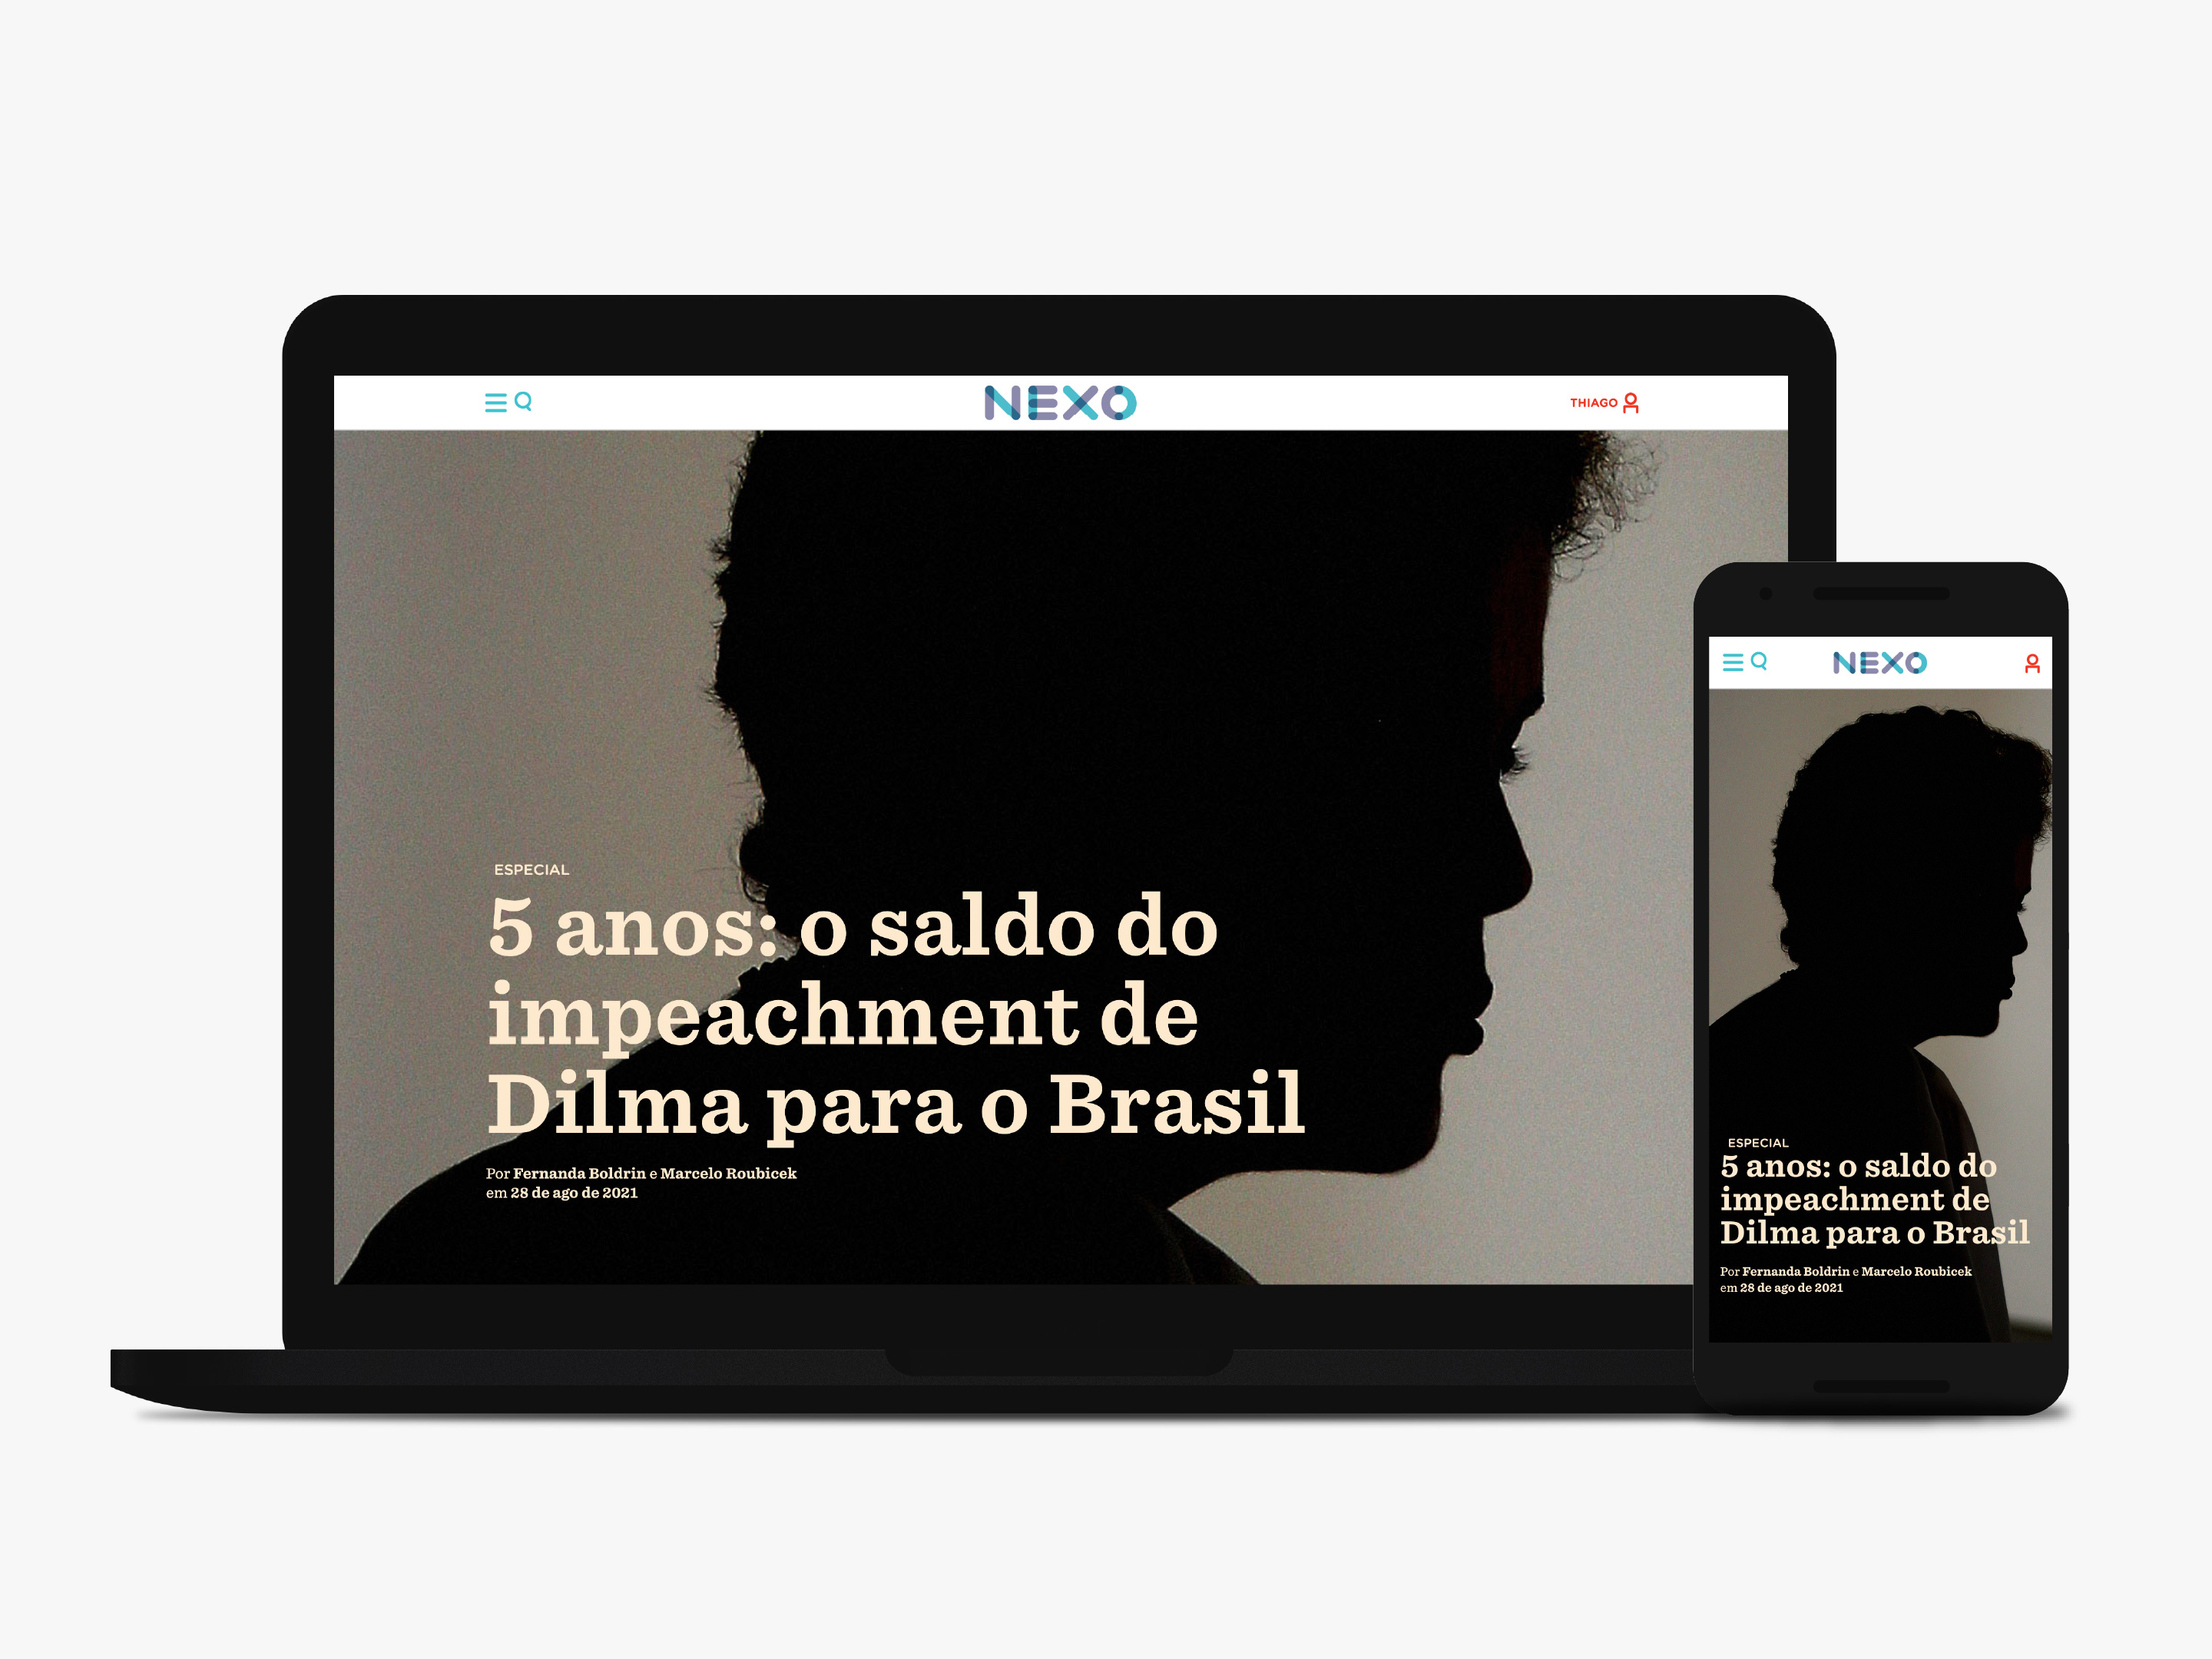 NEXO
THIAGO
ESPECIAL
5 anos: o saldo do
impeachment de
Dilma para o Brasil
Por Fernanda Boldrin e Marcelo Roubicek
em 28 de ago de 2021
NEXO
ESPECIAL
5 anos: o saldo do
impeachment de
Dilma para o Brasil
Por Fernanda Boldrin e Marcelo Roubicek
em 28 de ago de 2021